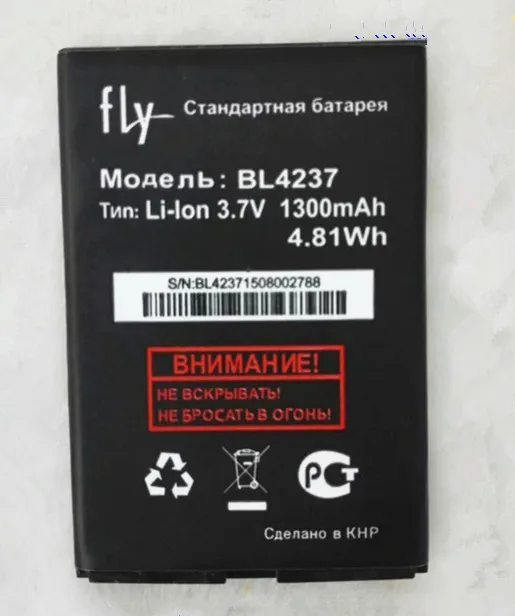 fly Стандартная батарея
Модель: BL4237
Тип: Li-Ion 3.7V 1300mAh
4.81Wh
S/N:BL42371508002788
ВНИМАНИЕ!
НЕ ВСКРЫВАТЬ!
НЕ БРОСАТЬ В ОГОНЬ!
РСТ
Сделано в КНР